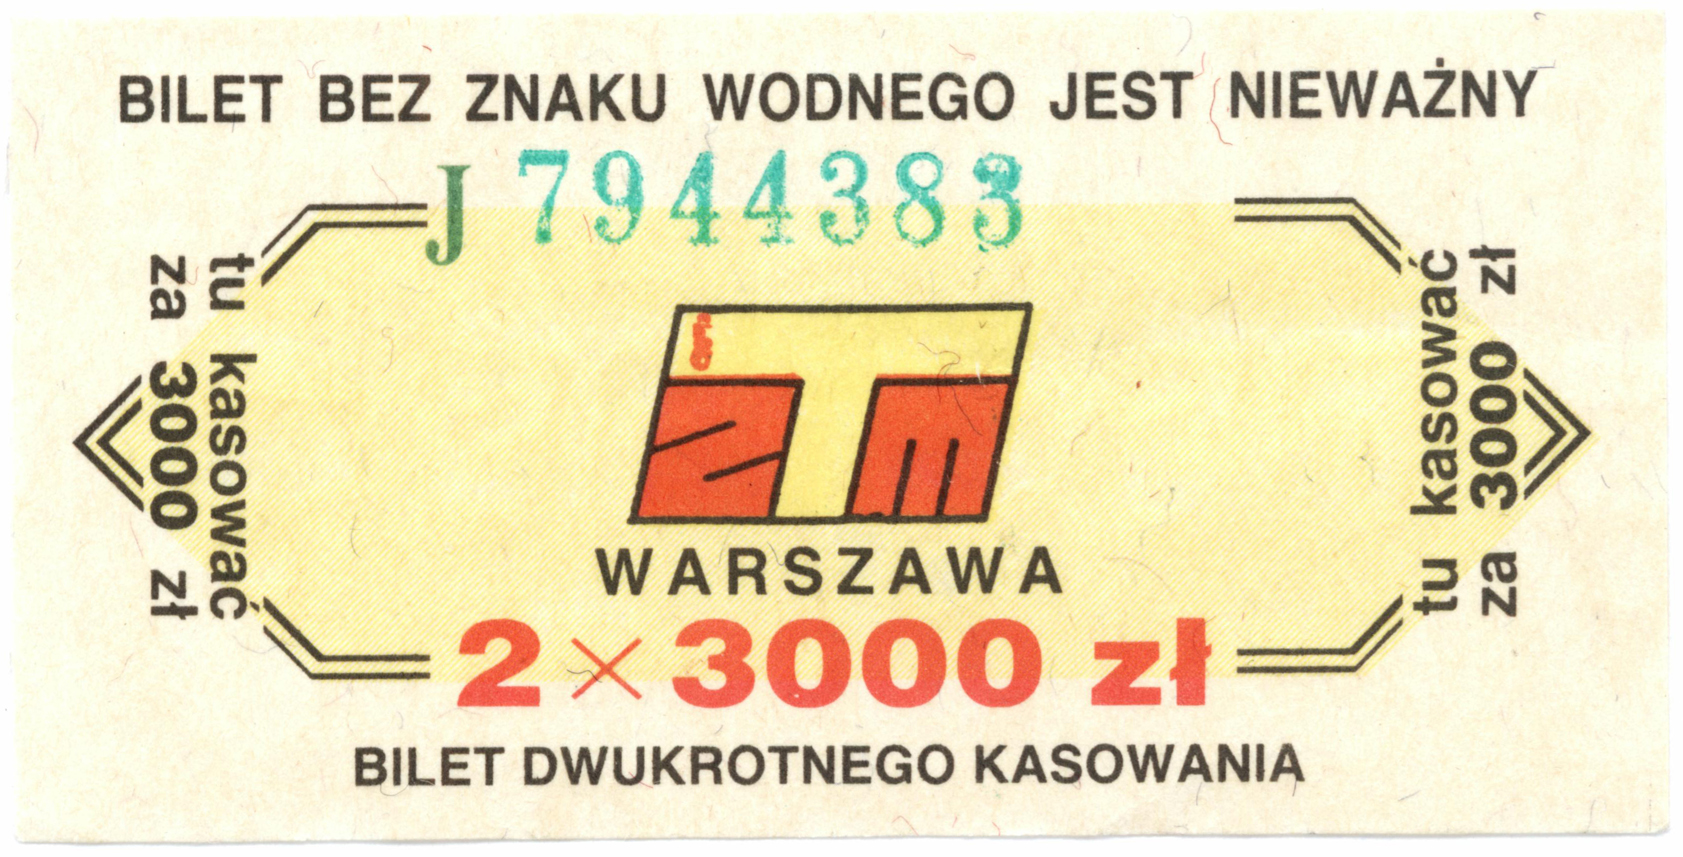 BILET BEZ ZNAKU WODNEGO JEST NIEWAŻNY
J 7944383
tu kasować
za 3000 zł
ZTM
WARSZAWA
2 × 3000 zł
tu kasować
za 3000 zł
BILET DWUKROTNEGO KASOWANIA